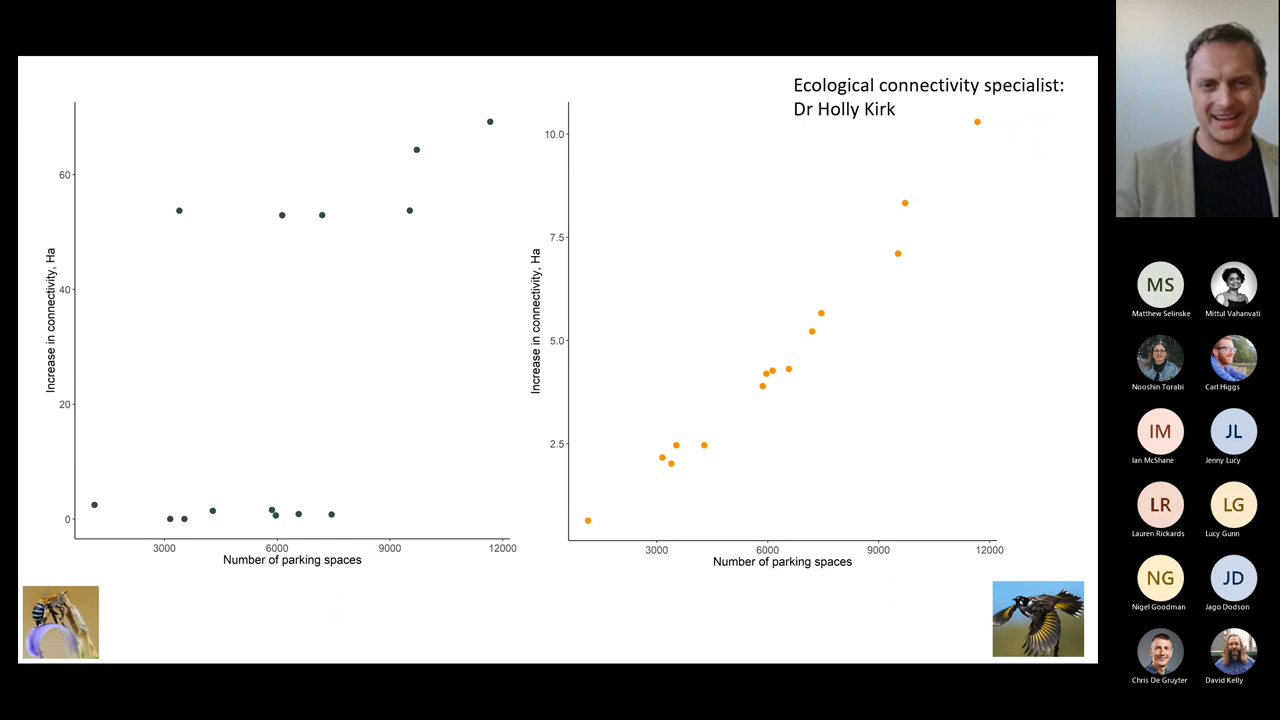 Ecological connectivity specialist:
Dr Holly Kirk
Increase in connectivity, Ha
60
40
20
0
3000
6000
9000
12000
Number of parking spaces
Increase in connectivity, Ha
10.0
7.5
5.0
2.5
3000
6000
9000
12000
Number of parking spaces
MS
Matthew Selinske
Mittul Vahanvati
Nooshin Torabi
Carl Higgs
IM
Ian McShane
JL
Jenny Lucy
LR
Lauren Rickards
LG
Lucy Gunn
NG
Nigel Goodman
JD
Jago Dodson
Chris De Gruyter
David Kelly